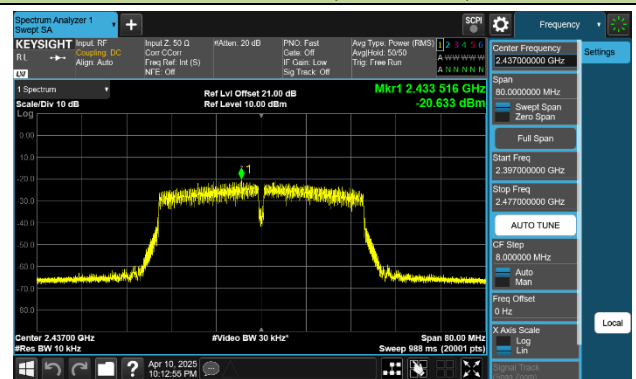 Spectrum Analyzer 1
Swept SA
SCPI
Frequency
KEYSIGHT
R L
LXI
Input: RF
Coupling: DC
Align: Auto
Input Z: 50 Ω
Corr CCorr
Freq Ref: Int (S)
NFE: Off
#Atten: 20 dB
PNO: Fast
Gate: Off
IF Gain: Low
Sig Track: Off
Avg Type: Power (RMS)
Avg|Hold: 50/50
Trig: Free Run
1 2 3 4 5 6
A W W W W W
A N N N N N
1 Spectrum
Scale/Div 10 dB
Ref Lvl Offset 21.00 dB
Ref Level 10.00 dBm
Mkr1 2.433 516 GHz
-20.633 dBm
Log
0.00
-10.0
-20.0
-30.0
-40.0
-50.0
-60.0
-70.0
-80.0
1
Center 2.43700 GHz
#Res BW 10 kHz
#Video BW 30 kHz*
Span 80.00 MHz
Sweep 988 ms (20001 pts)
Center Frequency
2.437000000 GHz
Settings
Span
80.0000000 MHz
Swept Span
Zero Span
Full Span
Start Freq
2.397000000 GHz
Stop Freq
2.477000000 GHz
AUTO TUNE
CF Step
8.000000 MHz
Auto
Man
Freq Offset
0 Hz
X Axis Scale
Log
Lin
Local
Signal Track
(Span Zoom)
Apr 10, 2025
10:12:55 PM